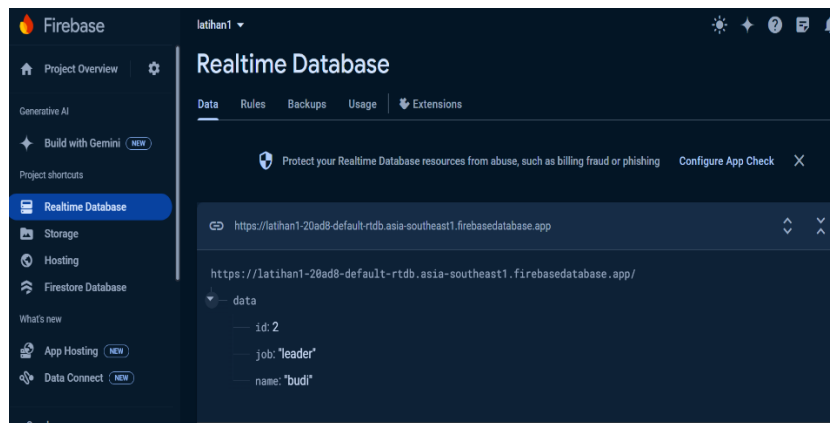 Firebase
latihan1
Project Overview
Realtime Database
Generative AI
Data Rules Backups Usage Extensions
Build with Gemini NEW
Protect your Realtime Database resources from abuse, such as billing fraud or phishing Configure App Check
Project shortcuts
Realtime Database
Storage
https://latihan1-20ad8-default-rtdb.asia-southeast1.firebasedatabase.app
Hosting
https://latihan1-20ad8-default-rtdb.asia-southeast1.firebasedatabase.app/
Firestore Database
data
What's new
id: 2
App Hosting NEW
job: "leader"
Data Connect NEW
name: "budi"